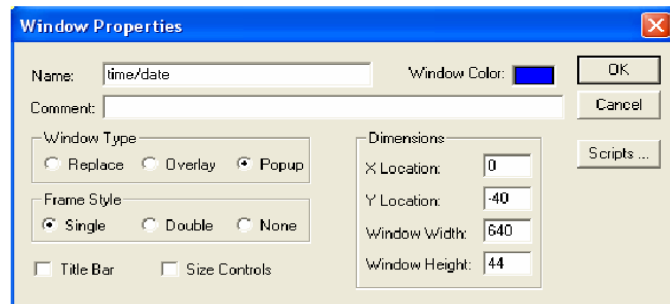 Window Properties
Name: time/date
Window Color:
OK
Comment:
Cancel
Window Type
Replace Overlay Popup
Dimensions
Scripts ...
X Location: 0
Frame Style
Y Location: -40
Single Double None
Window Width: 640
Title Bar Size Controls
Window Height: 44